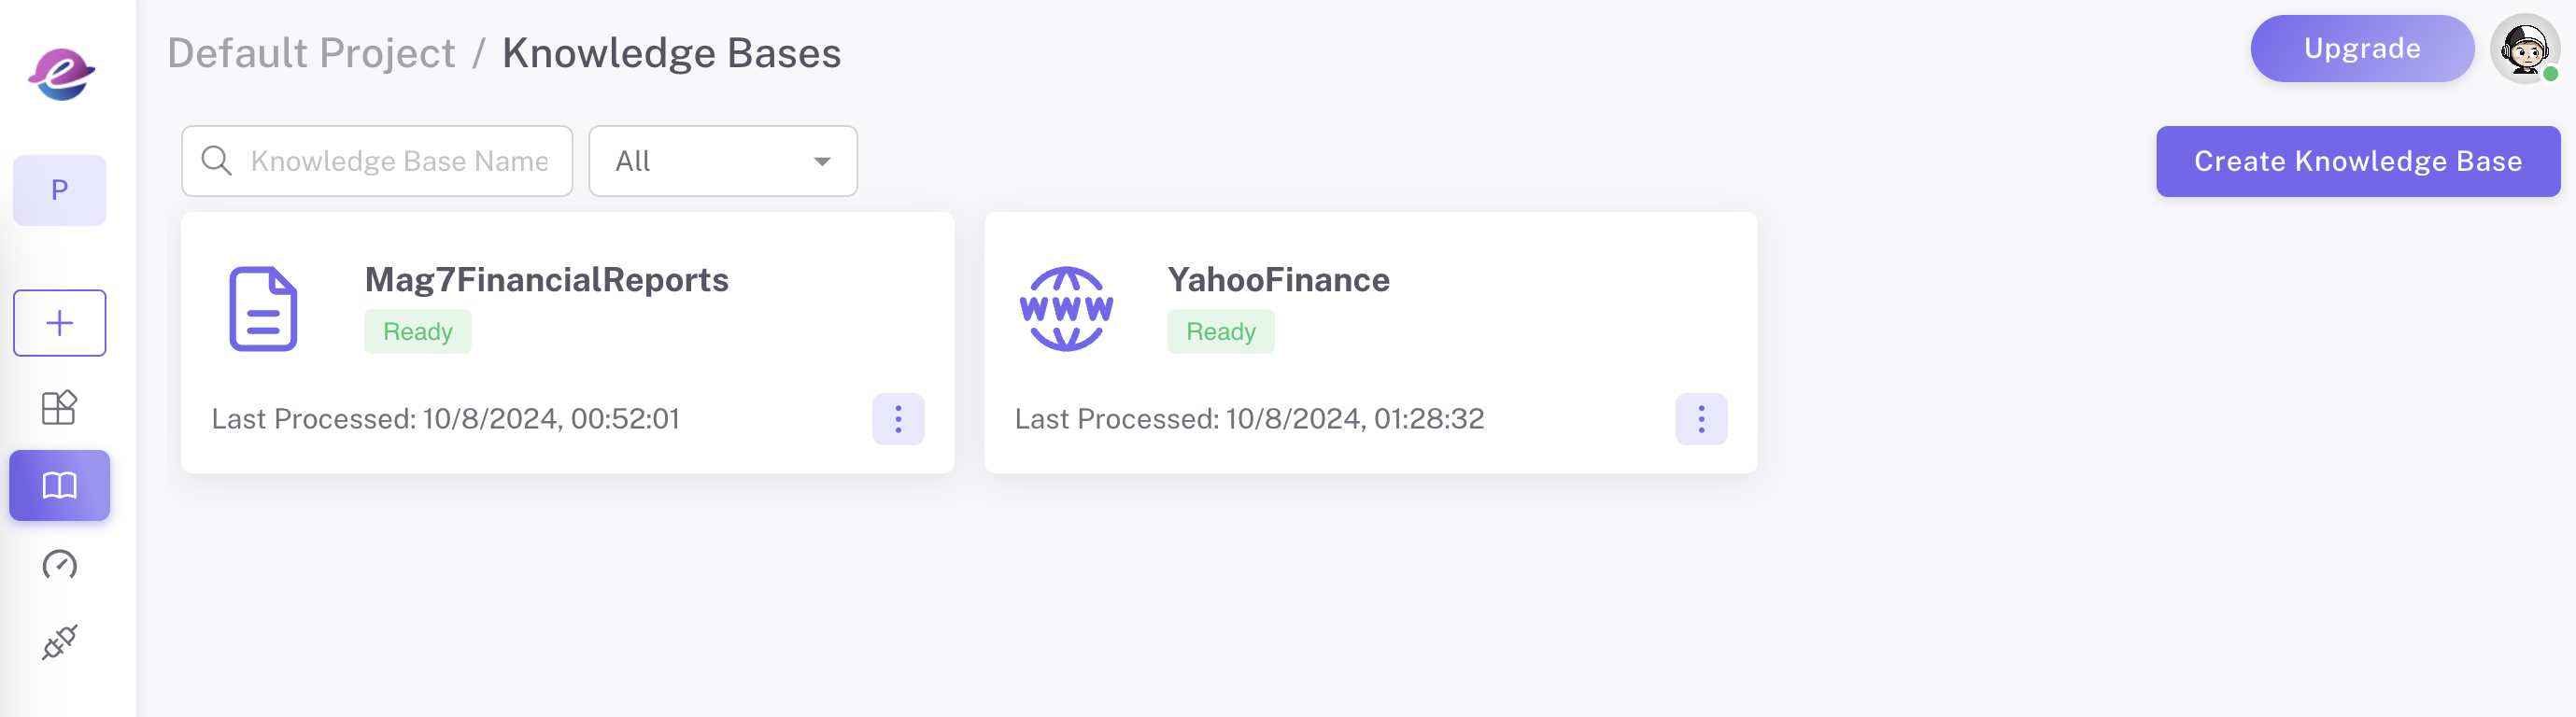 Default Project / Knowledge Bases
Upgrade
P
Knowledge Base Name
All
Create Knowledge Base
Mag7FinancialReports
Ready
Last Processed: 10/8/2024, 00:52:01
www
YahooFinance
Ready
Last Processed: 10/8/2024, 01:28:32